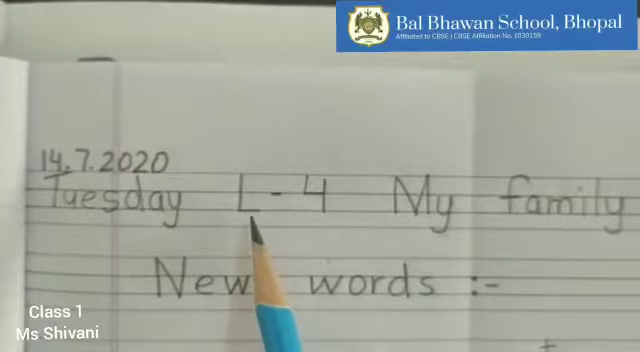 Bal Bhawan School, Bhopal
Affiliated to CBSE | CBSE Affiliation No. 1030159
14.7.2020
Tuesday L-4 My family
New words :-
Class 1
Ms Shivani